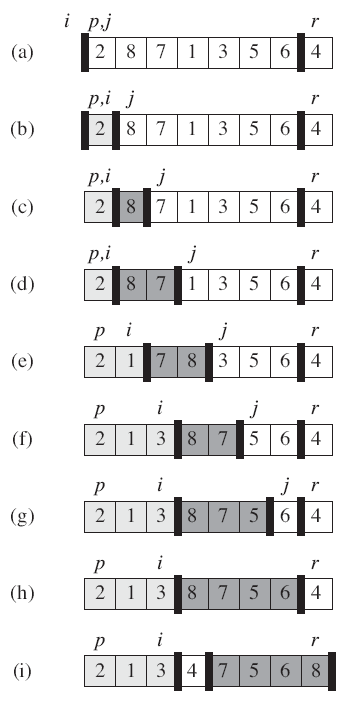 i p,j r
(a) 2 8 7 1 3 5 6 4
p,i j r
(b) 2 8 7 1 3 5 6 4
p,i j r
(c) 2 8 7 1 3 5 6 4
p,i j r
(d) 2 8 7 1 3 5 6 4
p i j r
(e) 2 1 7 8 3 5 6 4
p i j r
(f) 2 1 3 8 7 5 6 4
p i j r
(g) 2 1 3 8 7 5 6 4
p i r
(h) 2 1 3 8 7 5 6 4
p i r
(i) 2 1 3 4 7 5 6 8